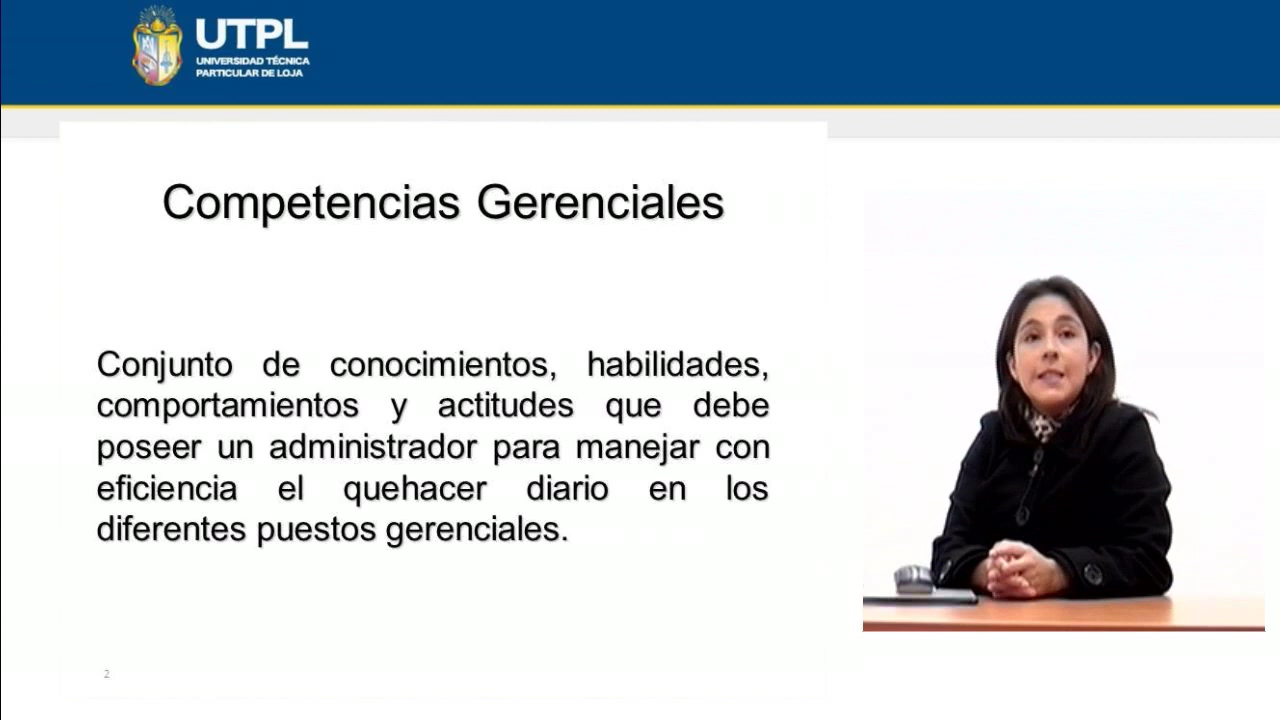 UTPL
UNIVERSIDAD TÉCNICA
PARTICULAR DE LOJA
Competencias Gerenciales
Conjunto de conocimientos, habilidades,
comportamientos y actitudes que debe
poseer un administrador para manejar con
eficiencia el quehacer diario en los
diferentes puestos gerenciales.
2